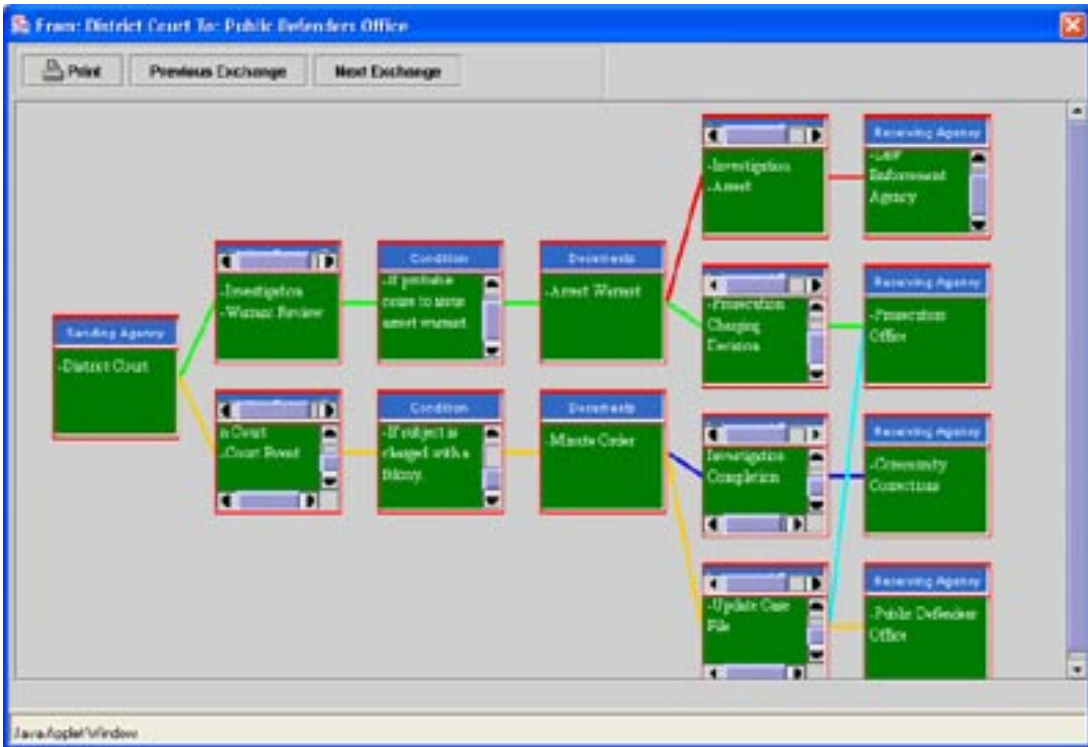 From: District Court To: Public Defenders Office
Print
Previous Exchange
Next Exchange
Sending Agency
-District Court
-Investigation
-Warrant Review
Condition
-If probable
cause to issue
arrest warrant.
Documents
-Arrest Warrant
-Investigation
-Arrest
Receiving Agency
-Law
Enforcement
Agency
-Prosecution
Charging
Decision
Receiving Agency
-Prosecutors
Office
n Court
-Court Event
Condition
-If subject is
charged with a
felony.
Documents
-Minute Order
Investigation
Completion
Receiving Agency
-Community
Corrections
-Update Case
File
Receiving Agency
-Public Defenders
Office
Java Applet Window